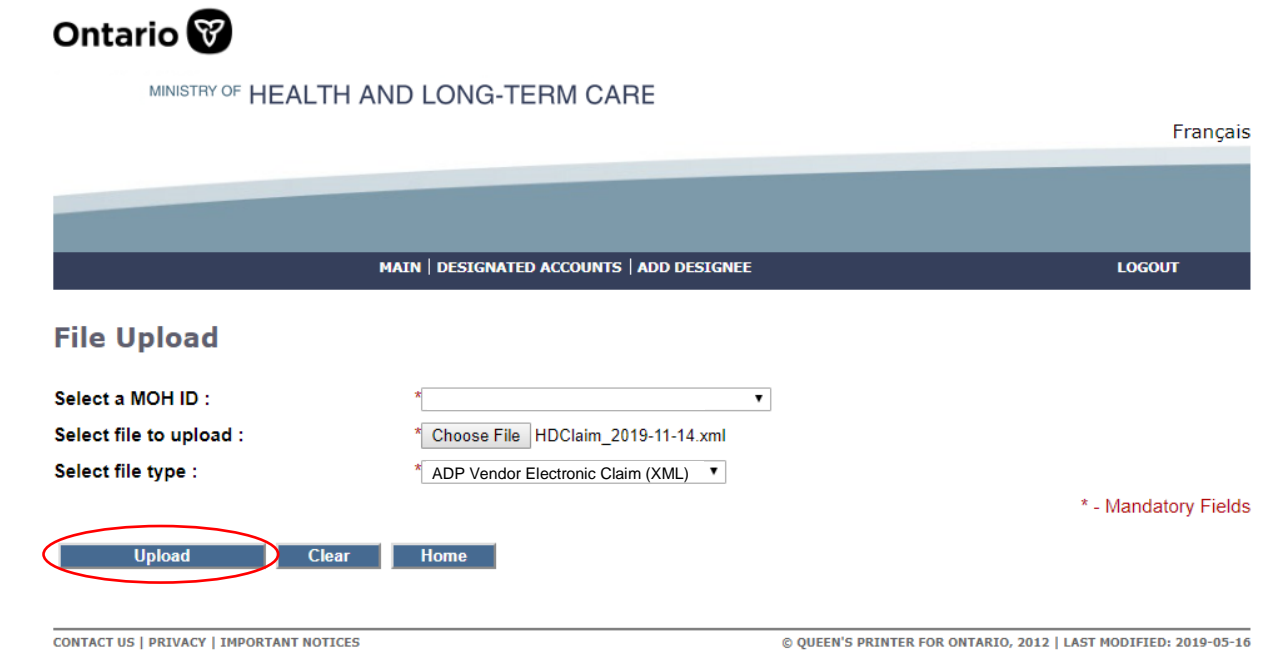 Ontario
MINISTRY OF HEALTH AND LONG-TERM CARE
Français
MAIN | DESIGNATED ACCOUNTS | ADD DESIGNEE LOGOUT
File Upload
Select a MOH ID : *
Select file to upload : * Choose File HDClaim_2019-11-14.xml
Select file type : * ADP Vendor Electronic Claim (XML)
* - Mandatory Fields
Upload Clear Home
CONTACT US | PRIVACY | IMPORTANT NOTICES © QUEEN'S PRINTER FOR ONTARIO, 2012 | LAST MODIFIED: 2019-05-16